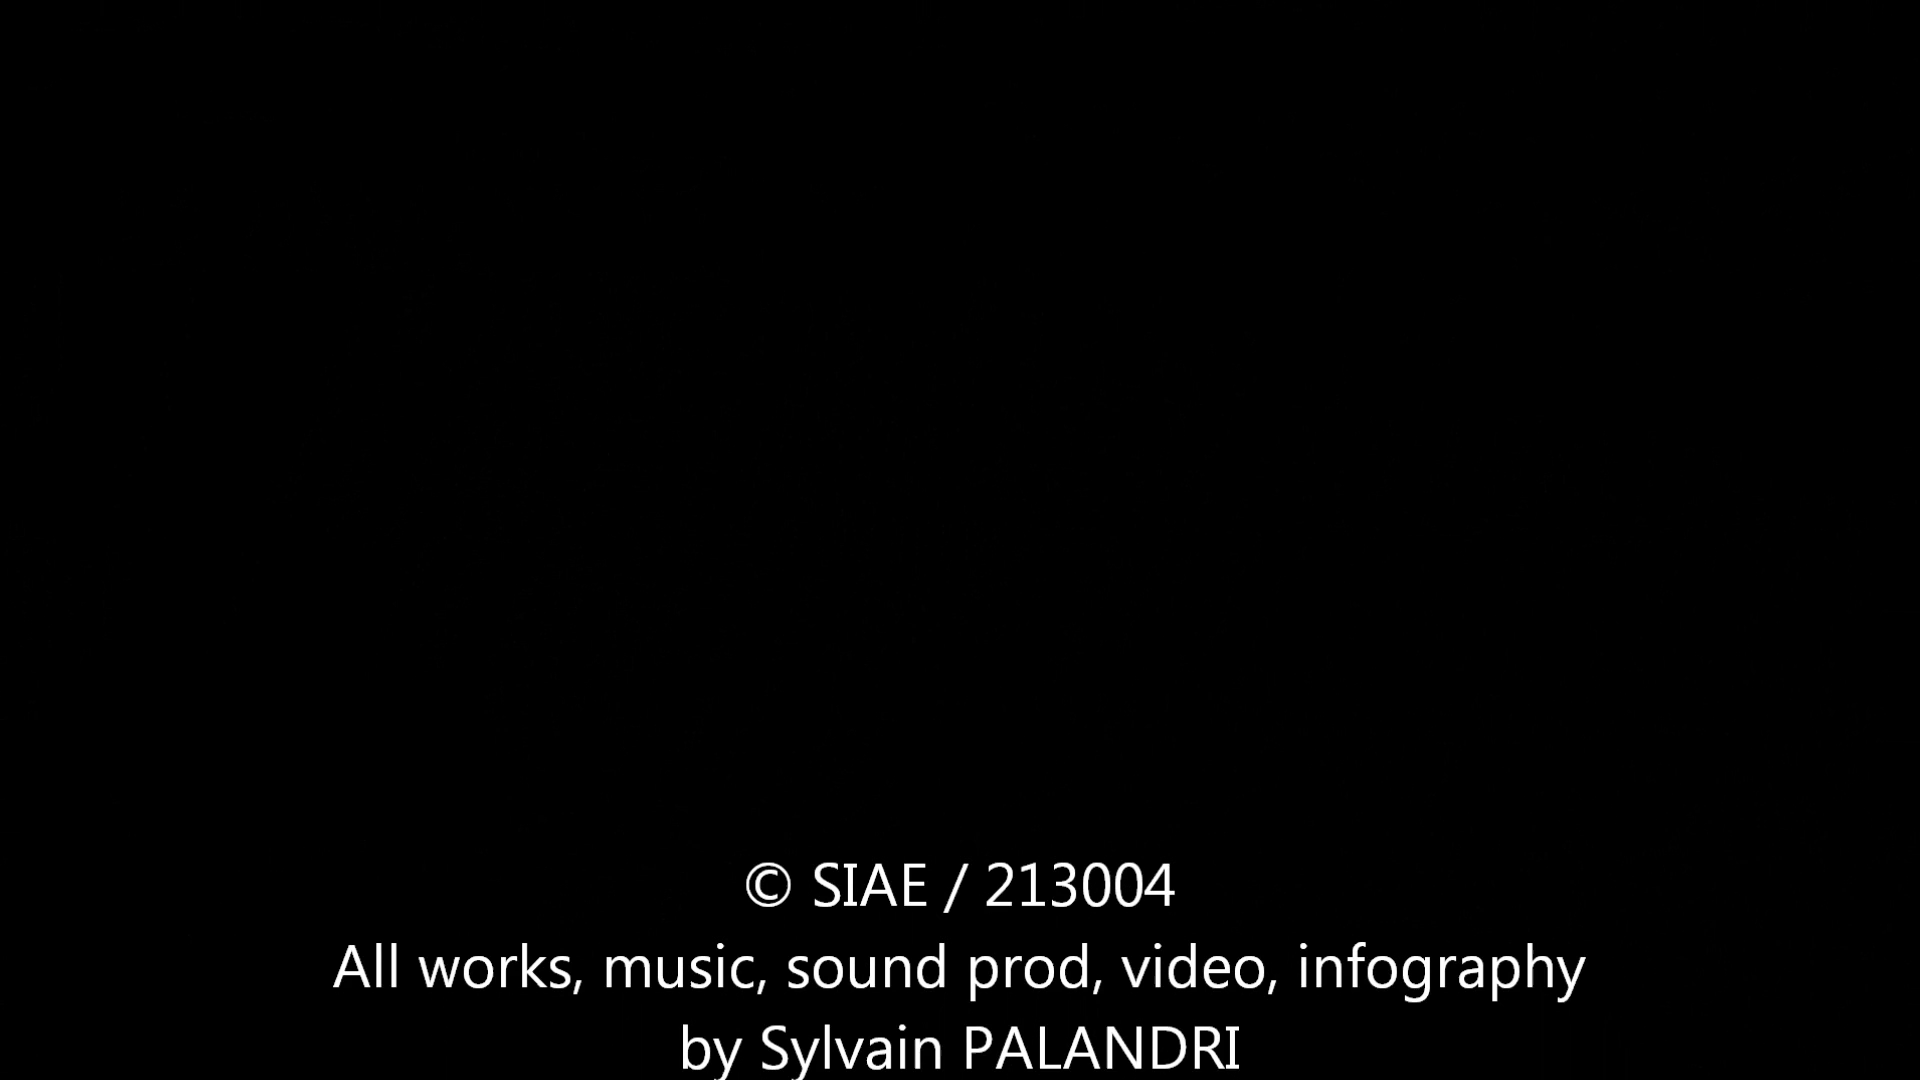 © SIAE / 213004
All works, music, sound prod, video, infography
by Sylvain PALANDRI